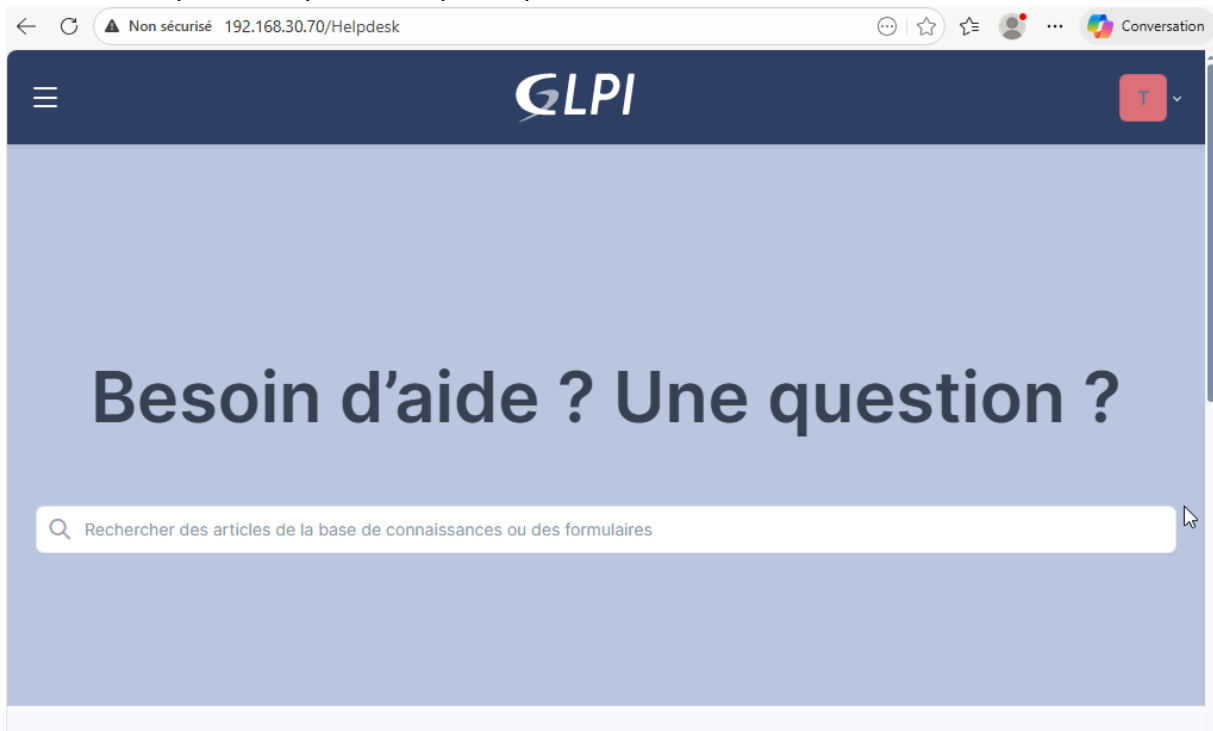 Non sécurisé 192.168.30.70/Helpdesk
Conversation
GLPI
T
Besoin d’aide ? Une question ?
Rechercher des articles de la base de connaissances ou des formulaires